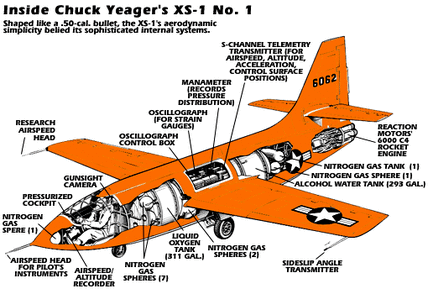 Inside Chuck Yeager's XS-1 No. 1
Shaped like a .50-cal. bullet, the XS-1's aerodynamic
simplicity belied its sophisticated internal systems.
S-CHANNEL TELEMETRY
TRANSMITTER (FOR
AIRSPEED, ALTITUDE,
ACCELERATION,
CONTROL SURFACE
POSITIONS)
MANAMETER
(RECORDS
PRESSURE
DISTRIBUTION)
OSCILLOGRAPH
(FOR STRAIN
GAUGES)
OSCILLOGRAPH
CONTROL BOX
6062
RESEARCH
AIRSPEED
HEAD
REACTION
MOTORS'
6000 C4
ROCKET
ENGINE
GUNSIGHT
CAMERA
PRESSURIZED
COCKPIT
NITROGEN
GAS
SPERE (1)
NITROGEN GAS TANK (1)
NITROGEN GAS SPHERE (1)
ALCOHOL WATER TANK (293 GAL.)
AIRSPEED HEAD
FOR PILOT'S
INSTRUMENTS
AIRSPEED/
ALTITUDE
RECORDER
NITROGEN
GAS
SPHERES (7)
LIQUID
OXYGEN
TANK
(311 GAL.)
NITROGEN GAS
SPHERES (2)
SIDESLIP ANGLE
TRANSMITTER